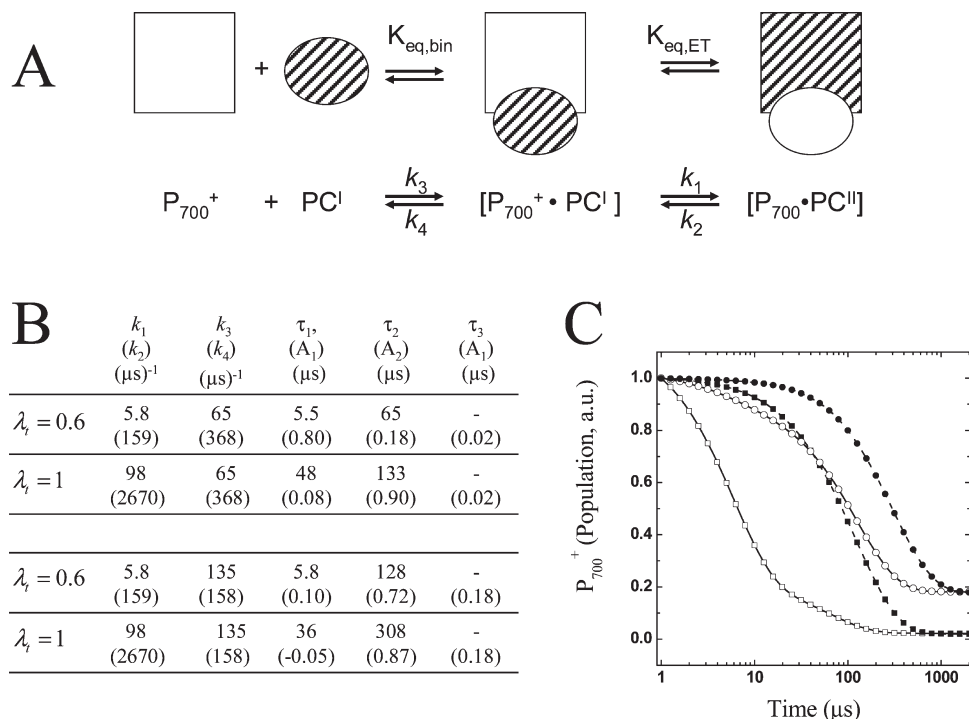 A
K_eq,bin K_eq,ET
+
k₃ k₁
P₇₀₀⁺ + PCᴵ [P₇₀₀⁺ • PCᴵ ] [P₇₀₀•PCᴵᴵ]
k₄ k₂
B
k₁ k₃ τ₁, τ₂ τ₃
(k₂) (k₄) (A₁) (A₂) (A₁)
(μs)⁻¹ (μs)⁻¹ (μs) (μs) (μs)
λₜ = 0.6 5.8 65 5.5 65 -
(159) (368) (0.80) (0.18) (0.02)
λₜ = 1 98 65 48 133 -
(2670) (368) (0.08) (0.90) (0.02)
λₜ = 0.6 5.8 135 5.8 128 -
(159) (158) (0.10) (0.72) (0.18)
λₜ = 1 98 135 36 308 -
(2670) (158) (-0.05) (0.87) (0.18)
C
P₇₀₀⁺ (Population, a.u.)
1.0
0.8
0.6
0.4
0.2
0.0
1 10 100 1000
Time (μs)